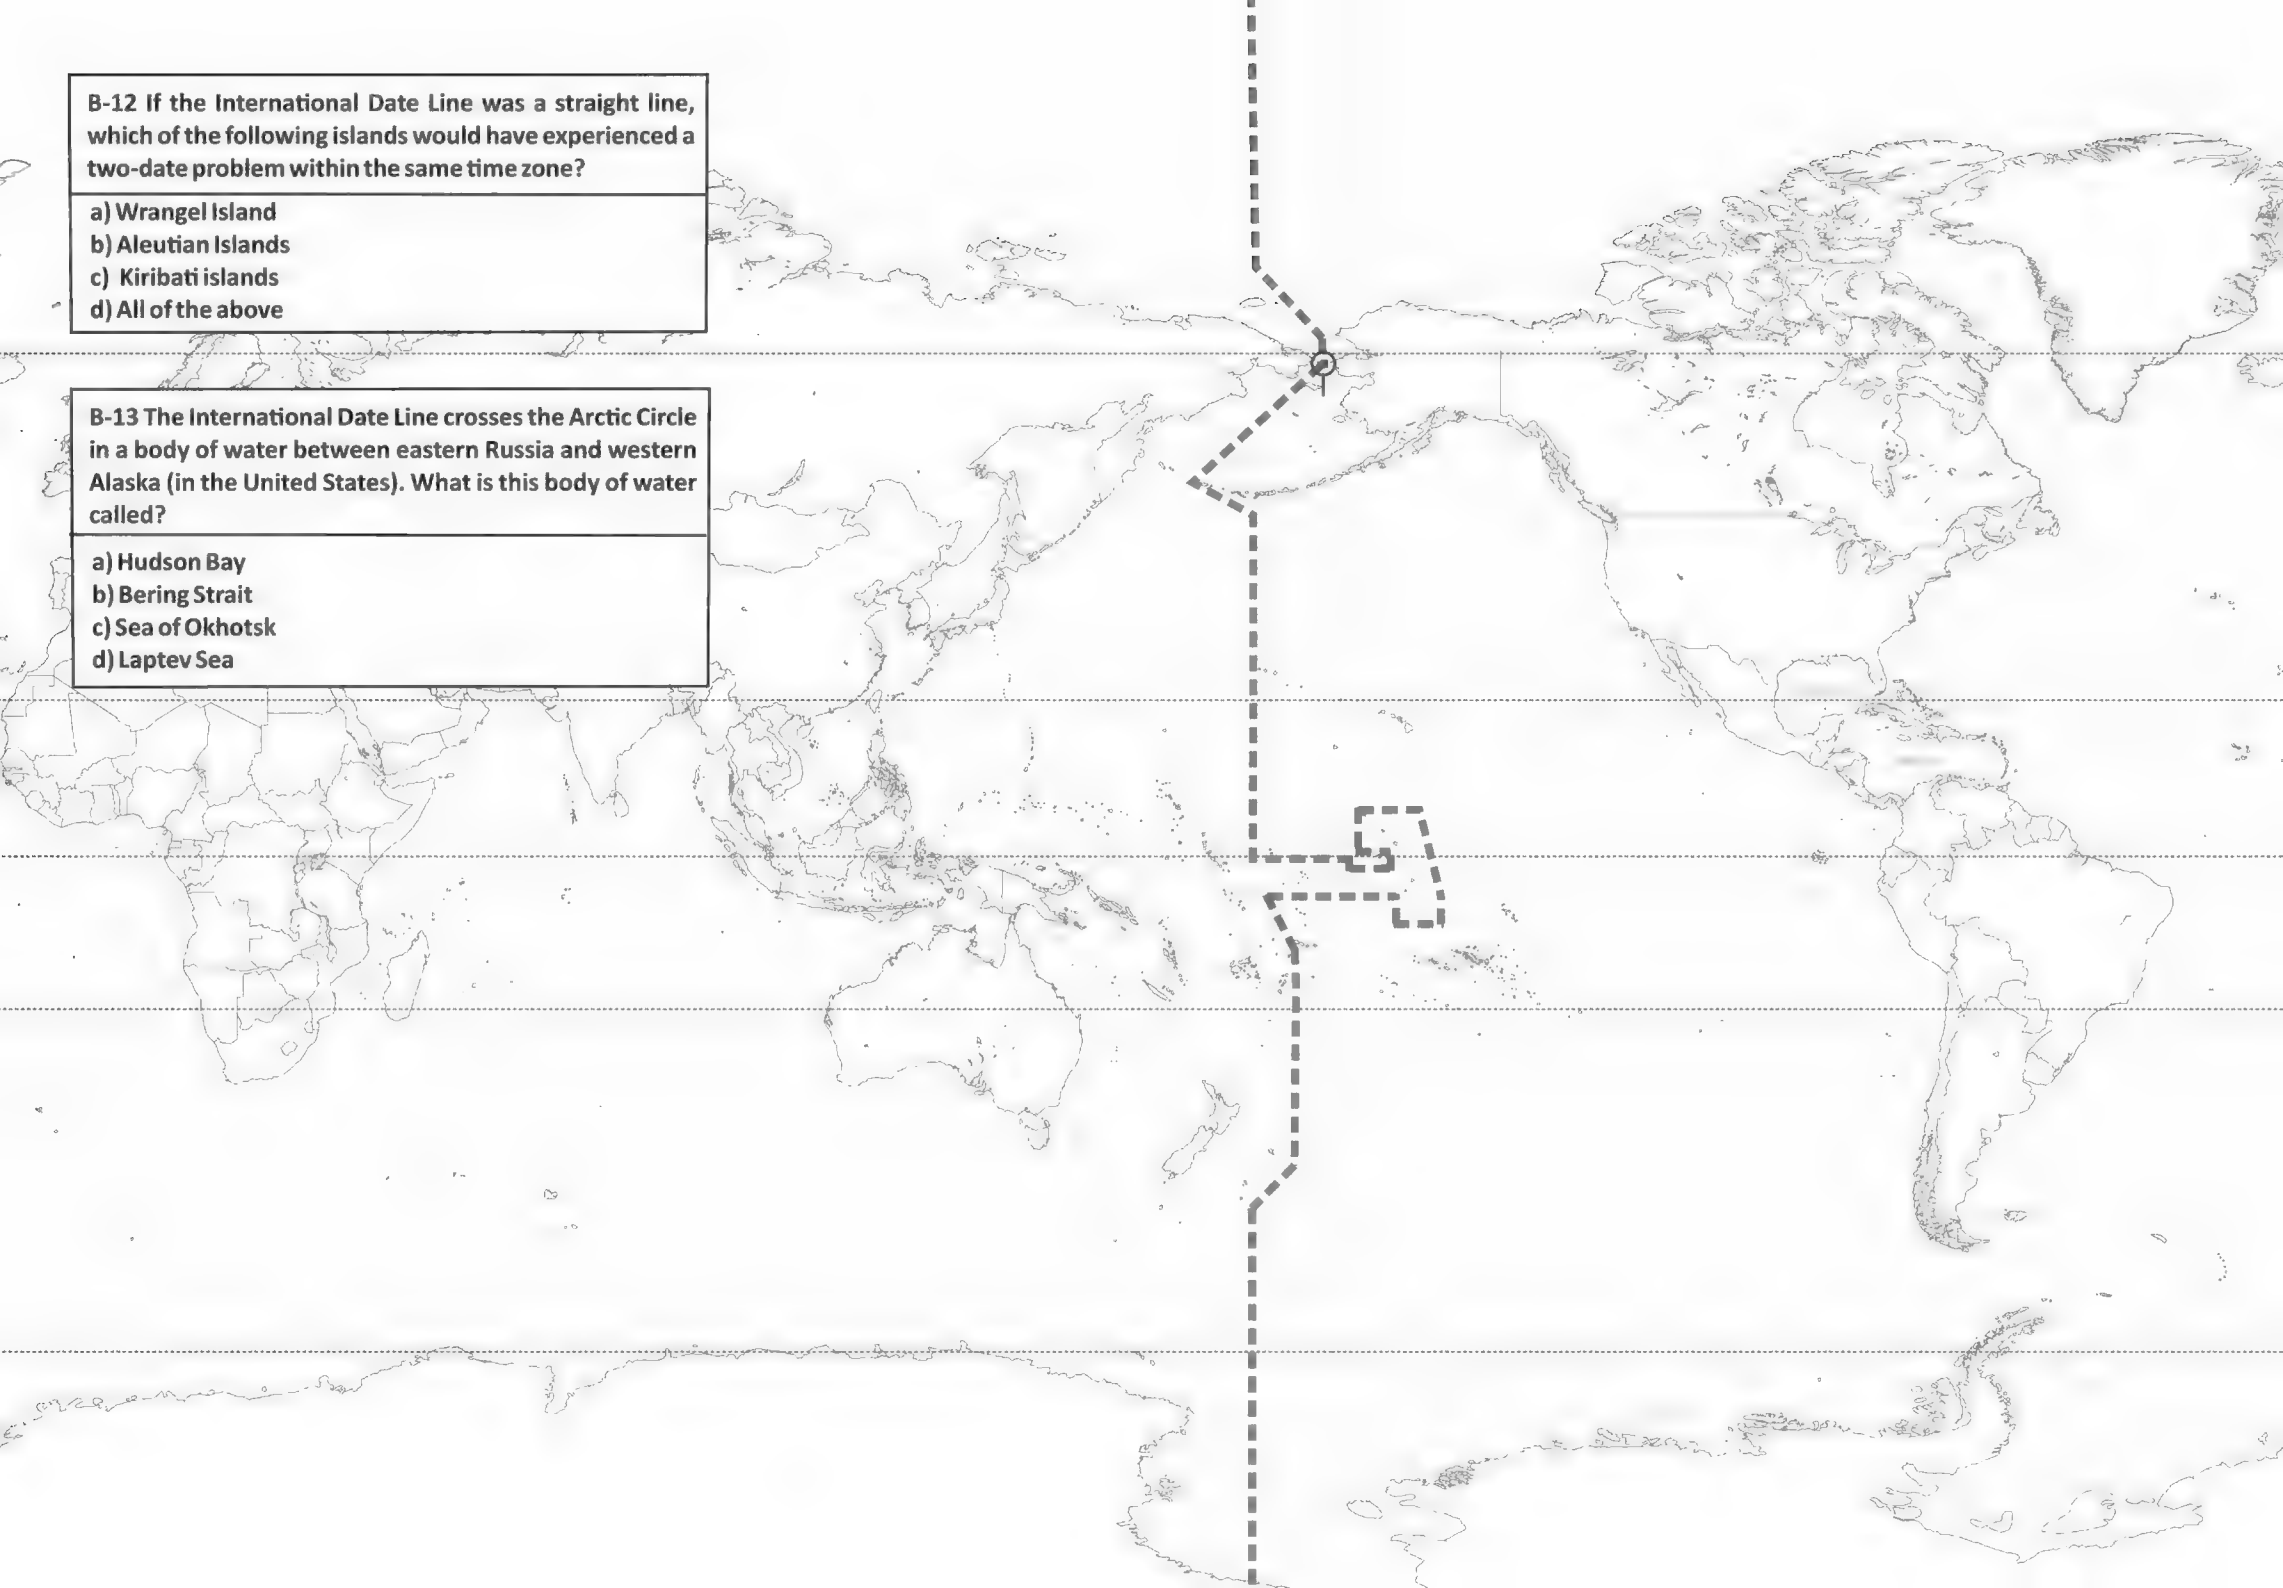 B-12 If the International Date Line was a straight line,
which of the following islands would have experienced a
two-date problem within the same time zone?
a) Wrangel Island
b) Aleutian Islands
c) Kiribati islands
d) All of the above
B-13 The International Date Line crosses the Arctic Circle
in a body of water between eastern Russia and western
Alaska (in the United States). What is this body of water
called?
a) Hudson Bay
b) Bering Strait
c) Sea of Okhotsk
d) Laptev Sea